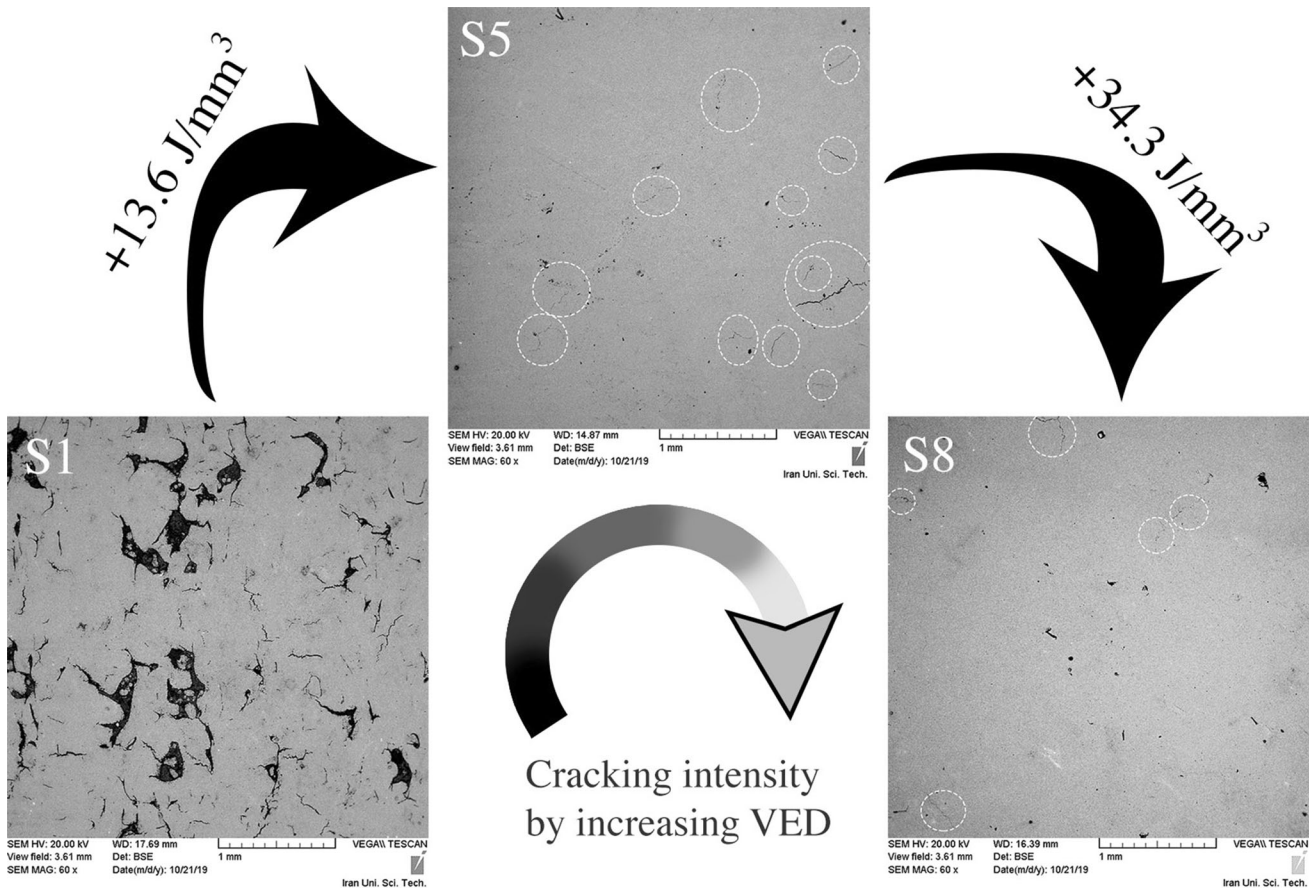 +13.6 J/mm³
S5
+34.3 J/mm³
SEM HV: 20.00 kV WD: 14.87 mm VEGA\\ TESCAN
View field: 3.61 mm Det: BSE 1 mm
SEM MAG: 60 x Date(m/d/y): 10/21/19
Iran Uni. Sci. Tech.
S1
S8
Cracking intensity
by increasing VED
SEM HV: 20.00 kV WD: 17.69 mm VEGA\\ TESCAN
View field: 3.61 mm Det: BSE 1 mm
SEM MAG: 60 x Date(m/d/y): 10/21/19
Iran Uni. Sci. Tech.
SEM HV: 20.00 kV WD: 16.39 mm VEGA\\ TESCAN
View field: 3.61 mm Det: BSE 1 mm
SEM MAG: 60 x Date(m/d/y): 10/21/19
Iran Uni. Sci. Tech.